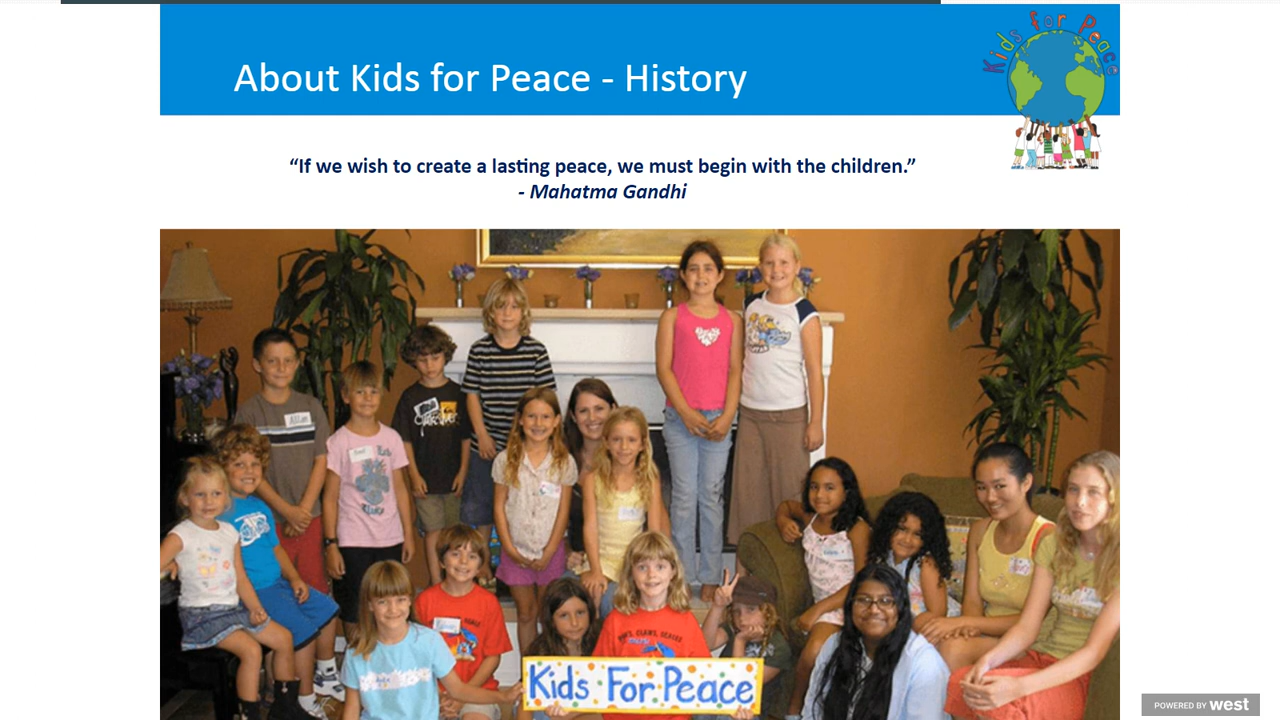 Kids for Peace
About Kids for Peace - History
“If we wish to create a lasting peace, we must begin with the children.”
- Mahatma Gandhi
Kids For Peace
POWERED BY west